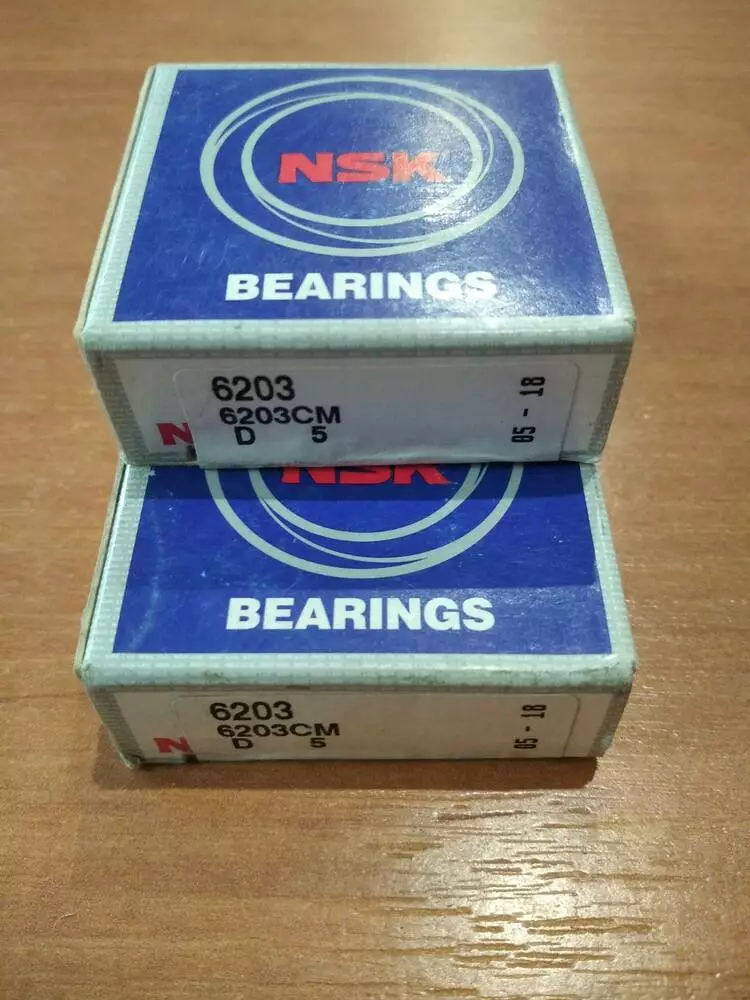 NSK
BEARINGS
6203
6203CM
D 5
05 - 18
N
NSK
BEARINGS
6203
6203CM
D 5
05 - 18
N